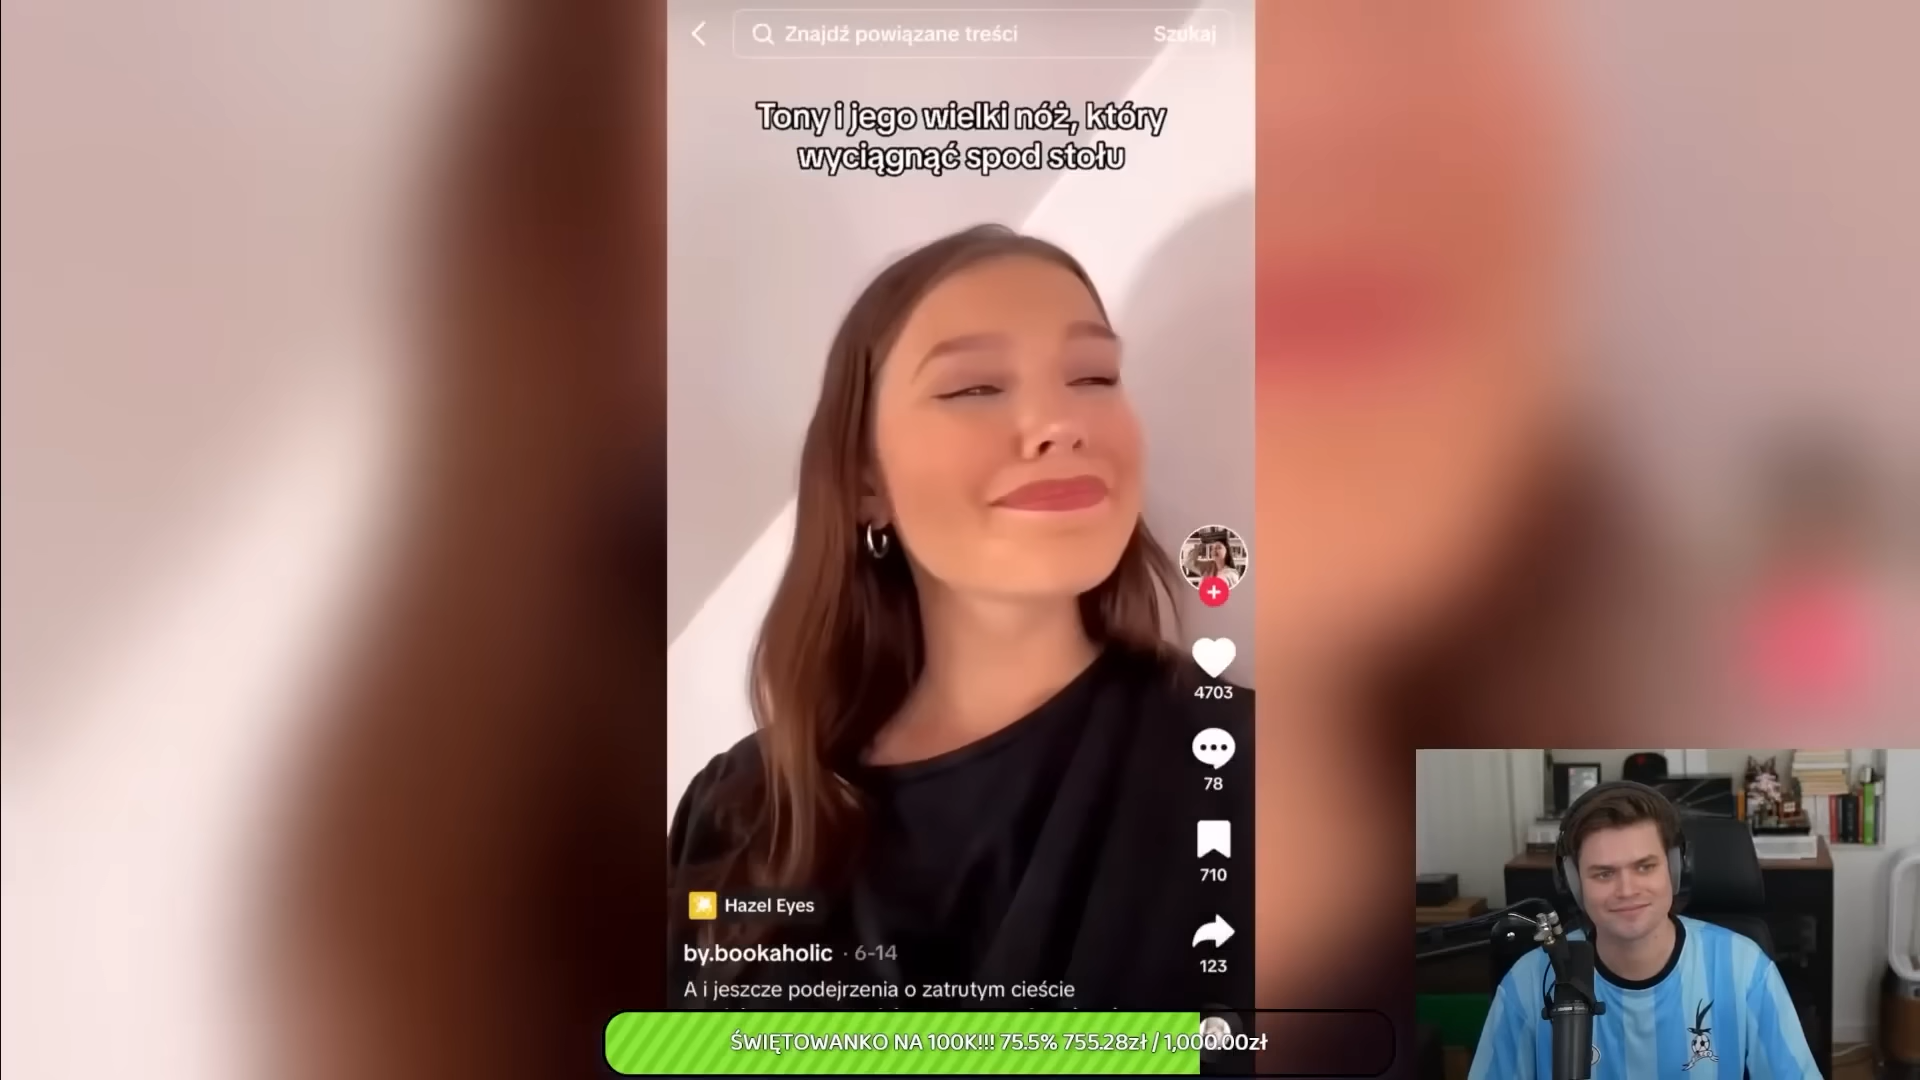 Znajdź powiązane treści
Szukaj
Tony i jego wielki nóż, który
wyciągnąć spod stołu
4703
78
710
123
Hazel Eyes
by.bookaholic · 6-14
A i jeszcze podejrzenia o zatrutym cieście
ŚWIĘTOWANKO NA 100K!!! 75.5% 755.28zł / 1,000.00zł